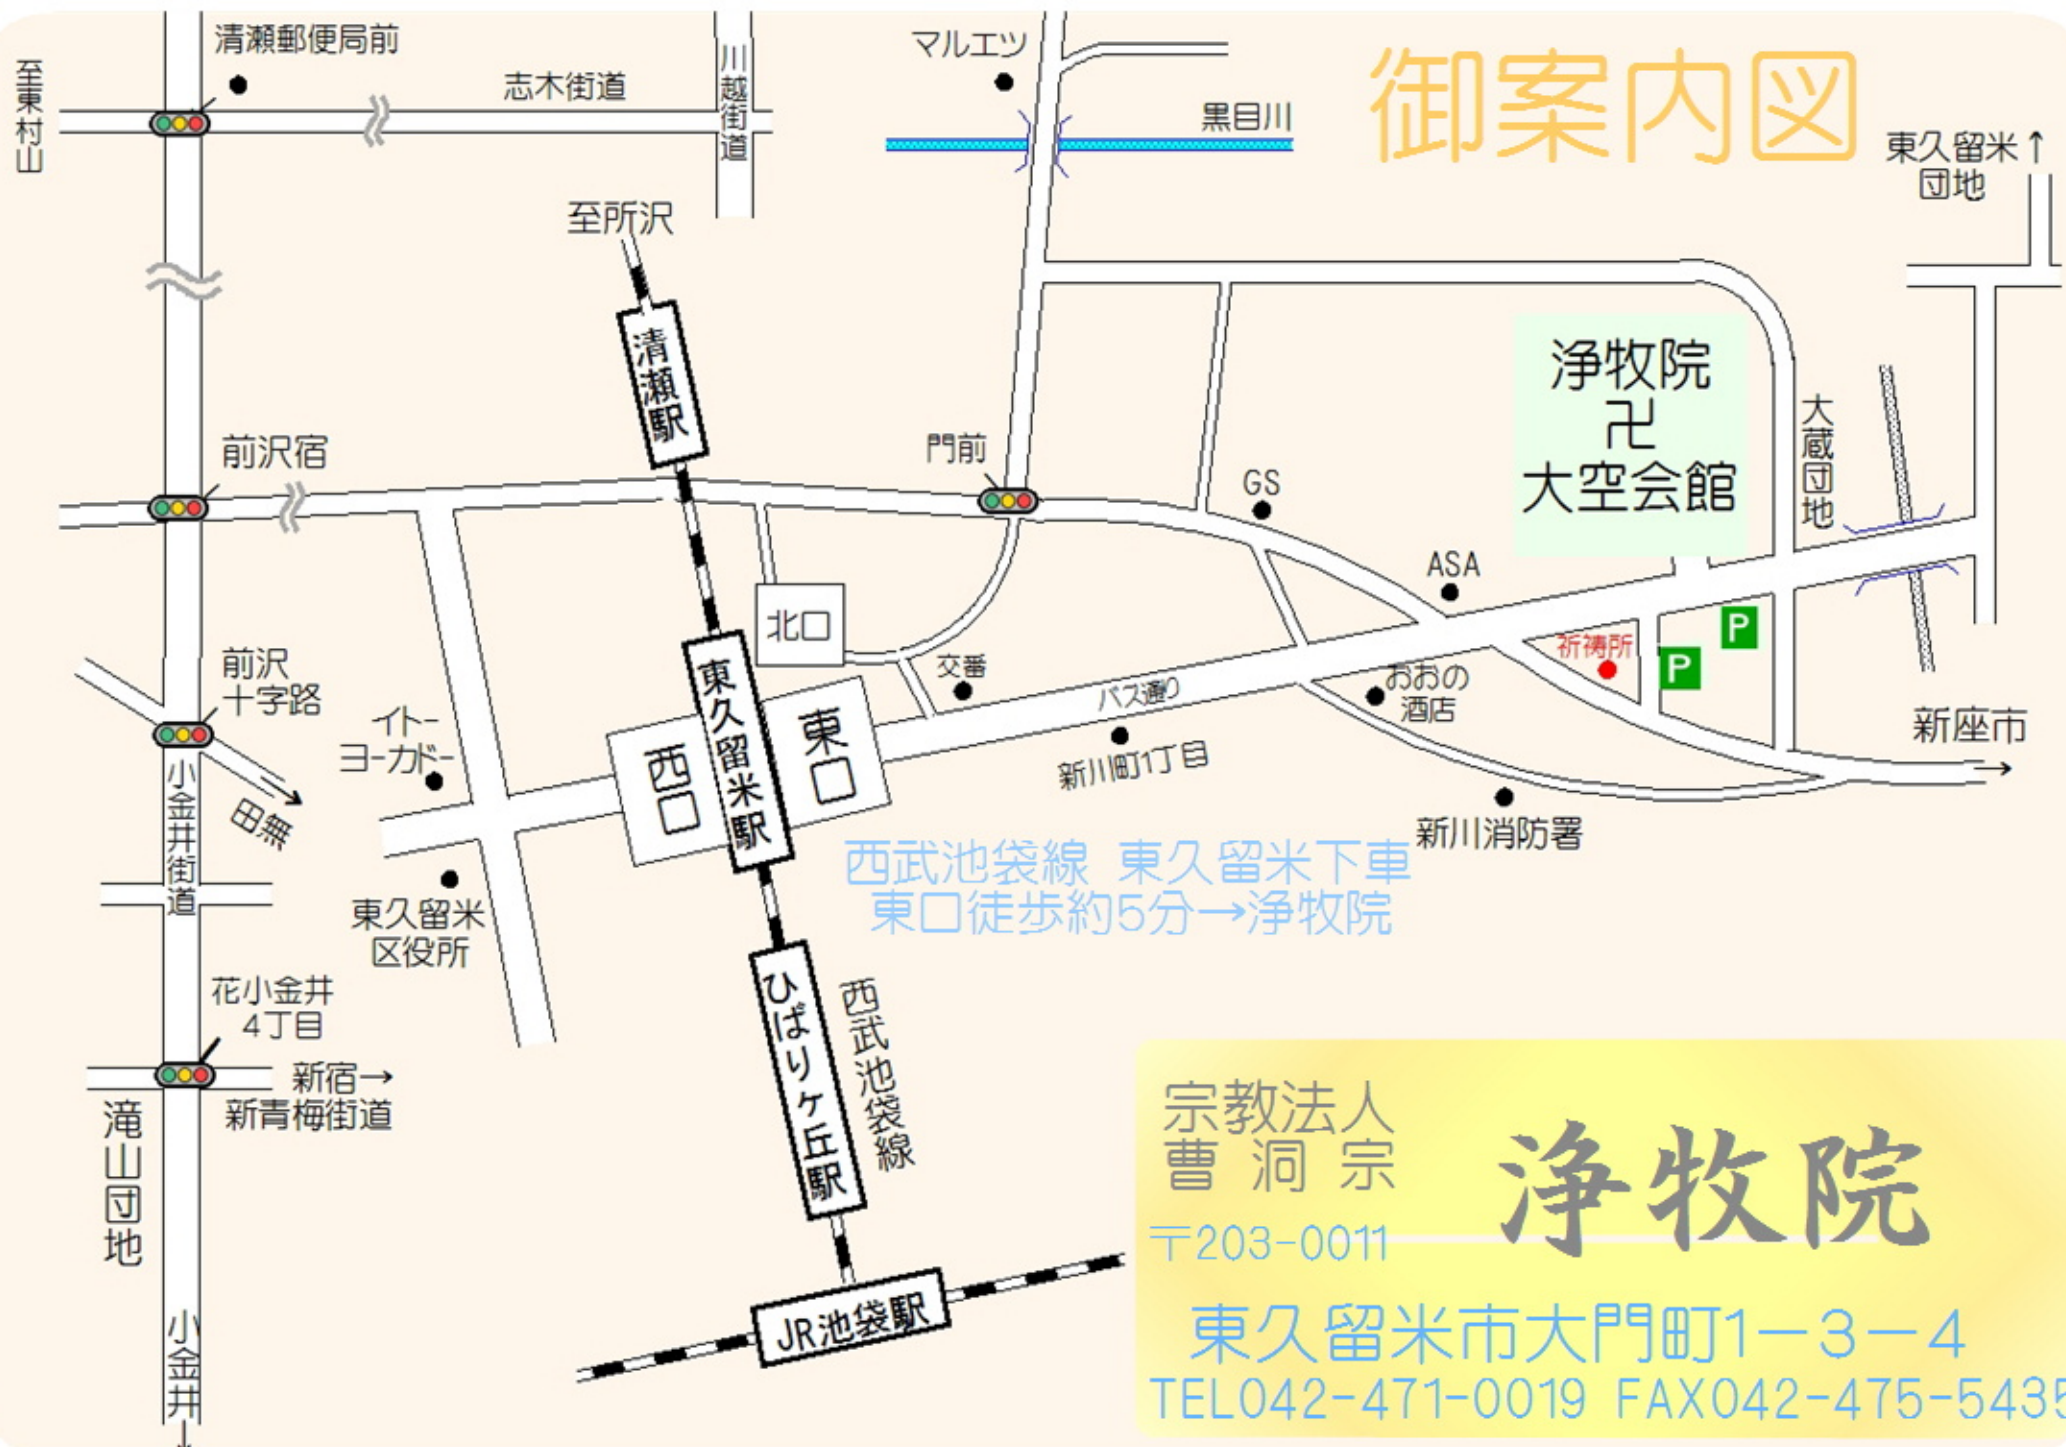 御案内図
清瀬郵便局前
至東村山
志木街道
川越街道
マルエツ
黒目川
東久留米↑
団地
至所沢
清瀬駅
浄牧院
卍
大空会館
大蔵団地
前沢宿
門前
GS
ASA
北口
交番
バス通り
おおの
酒店
祈祷所
P
P
新座市
→
前沢
十字路
イトー
ヨーカドー
西口
東久留米駅
東口
新川町1丁目
新川消防署
小金井街道
田無
東久留米
区役所
西武池袋線 東久留米下車
東口徒歩約5分→浄牧院
花小金井
4丁目
新宿→
新青梅街道
滝山団地
ひばりヶ丘駅
西武池袋線
JR池袋駅
小金井↓
宗教法人
曹洞宗
浄牧院
〒203-0011
東久留米市大門町1－3－4
TEL042-471-0019 FAX042-475-5435